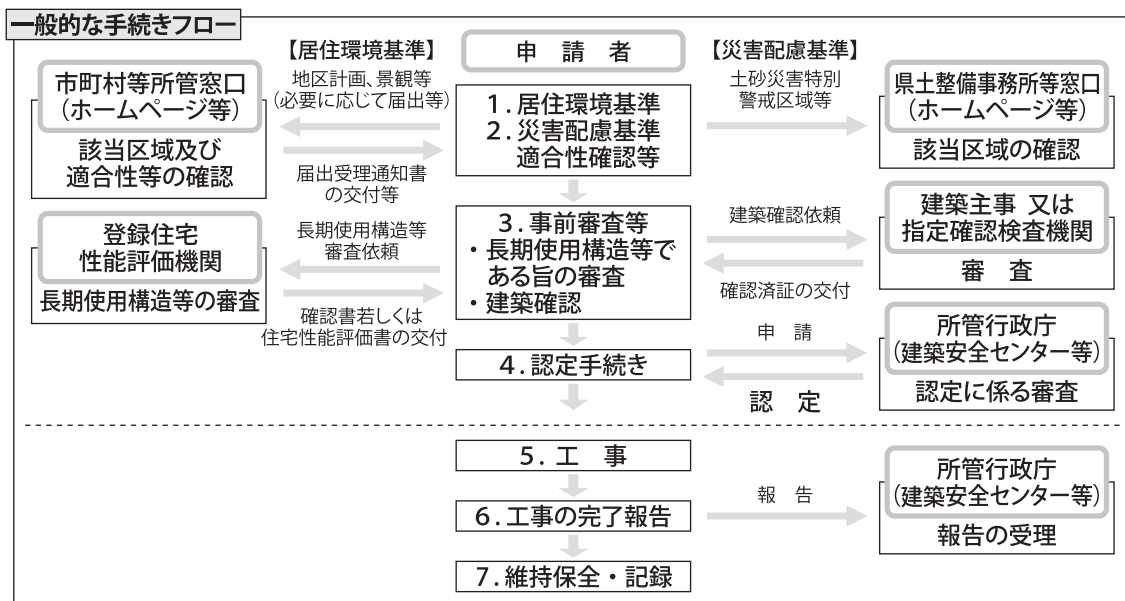 一般的な手続きフロー
【居住環境基準】
申　請　者
【災害配慮基準】
市町村等所管窓口
（ホームページ等）
該当区域及び
適合性等の確認
地区計画、景観等
（必要に応じて届出等）
届出受理通知書
の交付等
１．居住環境基準
２．災害配慮基準
適合性確認等
土砂災害特別
警戒区域等
県土整備事務所等窓口
（ホームページ等）
該当区域の確認
登録住宅
性能評価機関
長期使用構造等の審査
長期使用構造等
審査依頼
確認書若しくは
住宅性能評価書の交付
３．事前審査等
・長期使用構造等で
ある旨の審査
・建築確認
建築確認依頼
確認済証の交付
建築主事 又は
指定確認検査機関
審　査
４．認定手続き
申　請
認　定
所管行政庁
（建築安全センター等）
認定に係る審査
５．工　事
６．工事の完了報告
報　告
所管行政庁
（建築安全センター等）
報告の受理
７．維持保全・記録